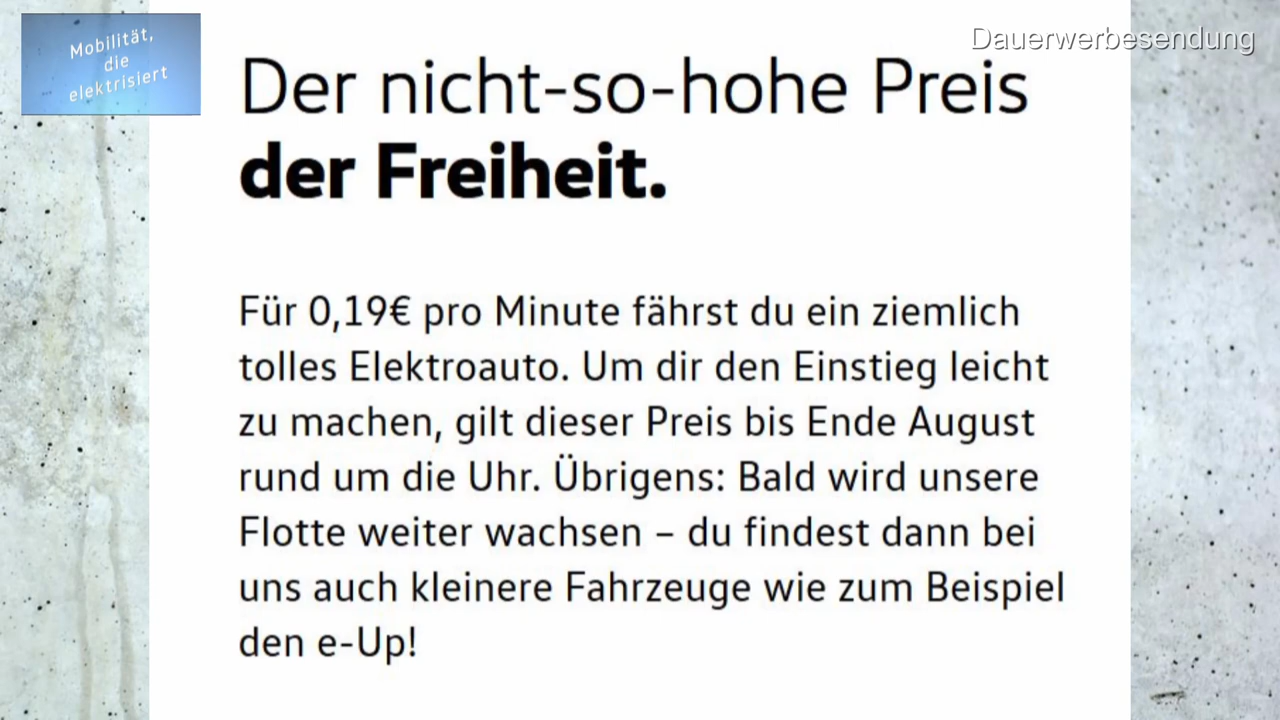 Mobilität,
die
elektrisiert
Dauerwerbesendung
Der nicht-so-hohe Preis
der Freiheit.
Für 0,19€ pro Minute fährst du ein ziemlich
tolles Elektroauto. Um dir den Einstieg leicht
zu machen, gilt dieser Preis bis Ende August
rund um die Uhr. Übrigens: Bald wird unsere
Flotte weiter wachsen – du findest dann bei
uns auch kleinere Fahrzeuge wie zum Beispiel
den e-Up!